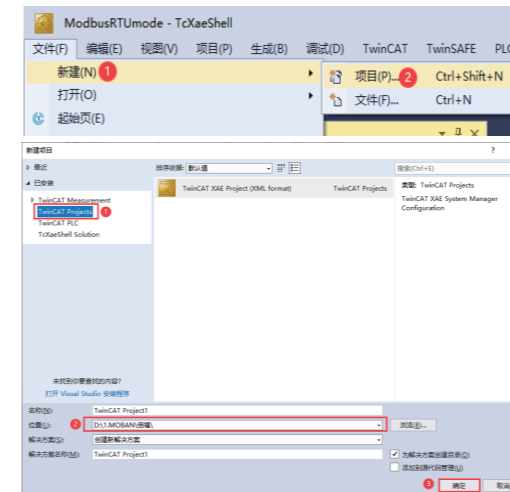 ModbusRTUmode - TcXaeShell
文件(F) 编辑(E) 视图(V) 项目(P) 生成(B) 调试(D) TwinCAT TwinSAFE PLC
新建(N) 1 项目(P)... 2 Ctrl+Shift+N
打开(O) 文件(F)... Ctrl+N
起始页(E)
新建项目 ?
最近 排序依据: 默认值 搜索(Ctrl+E)
已安装 TwinCAT XAE Project (XML format) TwinCAT Projects 类型: TwinCAT Projects
TwinCAT Measurement TwinCAT XAE System Manager
TwinCAT Projects 1 Configuration
TwinCAT PLC
TcXaeShell Solution
未找到你要查找的内容?
打开 Visual Studio 安装程序
名称(N): TwinCAT Project1
位置(L): 2 D:\1.MOBAN\倍福\ 浏览(B)...
解决方案(S): 创建新解决方案
解决方案名称(M): TwinCAT Project1 为解决方案创建目录(D)
添加到源代码管理(U)
3 确定 取消